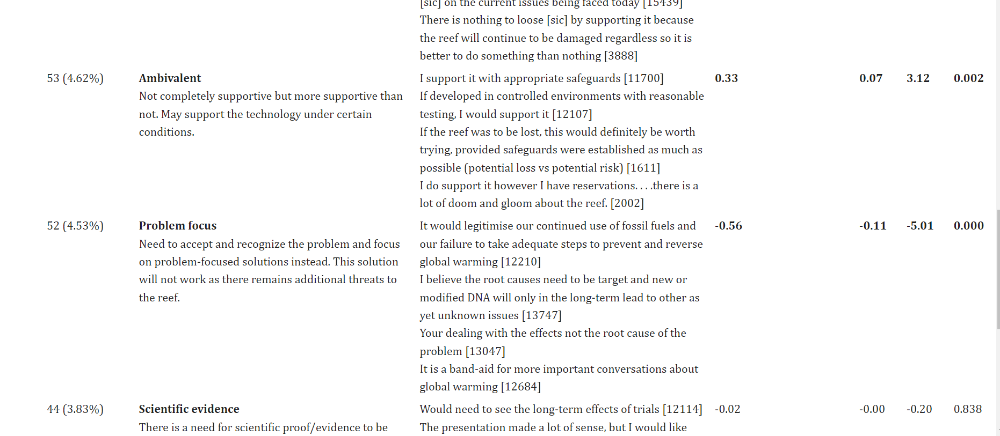 [sic] on the current issues being faced today [15439]
There is nothing to loose [sic] by supporting it because
the reef will continue to be damaged regardless so it is
better to do something than nothing [3888]
53 (4.62%) Ambivalent I support it with appropriate safeguards [11700] 0.33 0.07 3.12 0.002
Not completely supportive but more supportive than If developed in controlled environments with reasonable
not. May support the technology under certain testing, I would support it [12107]
conditions. If the reef was to be lost, this would definitely be worth
trying, provided safeguards were established as much as
possible (potential loss vs potential risk) [1611]
I do support it however I have reservations. . . .there is a
lot of doom and gloom about the reef. [2002]
52 (4.53%) Problem focus It would legitimise our continued use of fossil fuels and -0.56 -0.11 -5.01 0.000
Need to accept and recognize the problem and focus our failure to take adequate steps to prevent and reverse
on problem-focused solutions instead. This solution global warming [12210]
will not work as there remains additional threats to I believe the root causes need to be target and new or
the reef. modified DNA will only in the long-term lead to other as
yet unknown issues [13747]
Your dealing with the effects not the root cause of the
problem [13047]
It is a band-aid for more important conversations about
global warming [12684]
44 (3.83%) Scientific evidence Would need to see the long-term effects of trials [12114] -0.02 -0.00 -0.20 0.838
There is a need for scientific proof/evidence to be The presentation made a lot of sense, but I would like